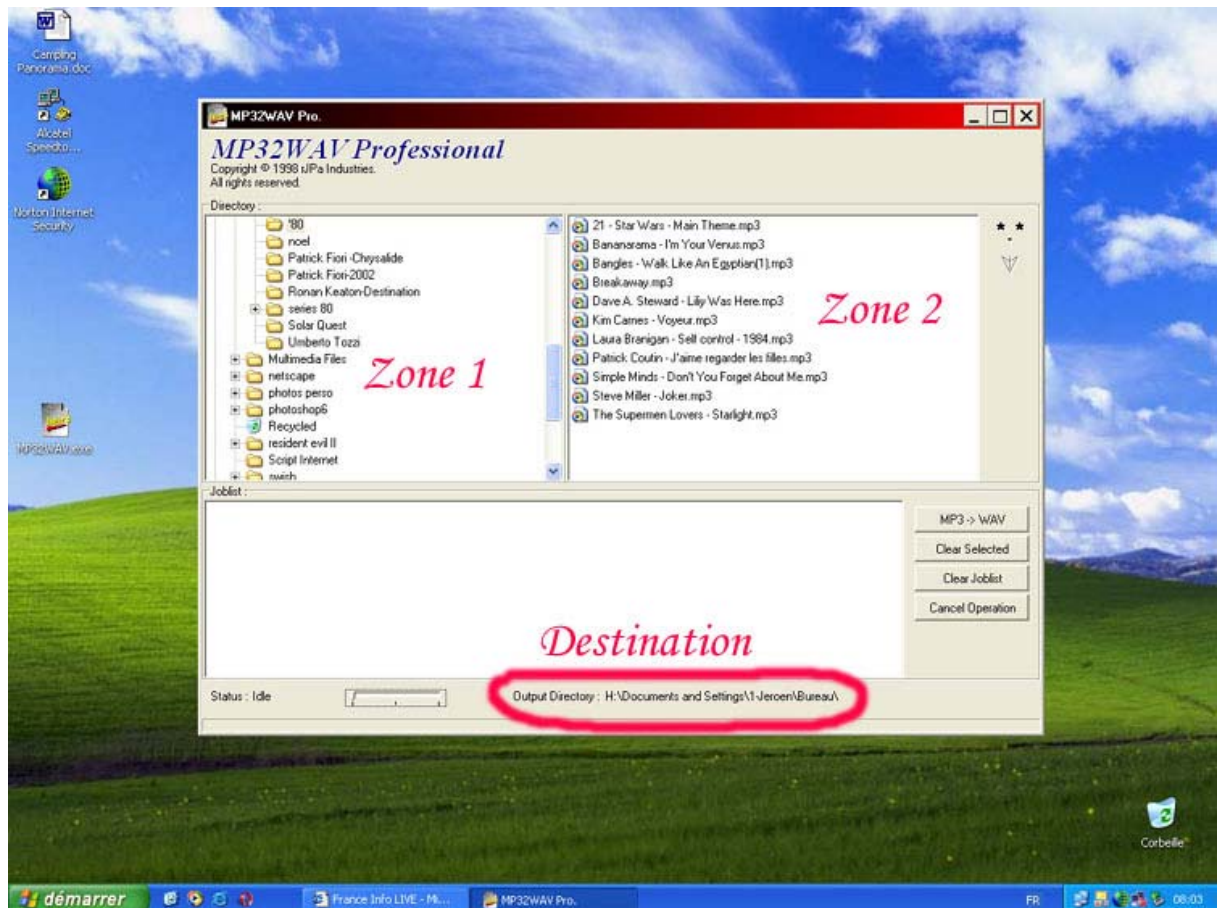 Camping
Panorama.doc
Alcatel
Speedto...
Norton Internet
Security
MP32WAV.exe
MP32WAV Pro.
MP32WAV Professional
Copyright © 1998 rJPa Industries.
All rights reserved.
Directory :
'80
noel
Patrick Fiori -Chrysalide
Patrick Fiori-2002
Ronan Keaton-Destination
series 80
Solar Quest
Umberto Tozzi
Multimedia Files
netscape
photos perso
photoshop6
Recycled
resident evil II
Script Internet
swish
Zone 1
21 - Star Wars - Main Theme.mp3
Bananarama - I'm Your Venus.mp3
Bangles - Walk Like An Egyptian(1).mp3
Breakaway.mp3
Dave A. Steward - Lily Was Here.mp3
Kim Carnes - Voyeur.mp3
Laura Branigan - Self control - 1984.mp3
Patrick Coutin - J'aime regarder les filles.mp3
Simple Minds - Don't You Forget About Me.mp3
Steve Miller - Joker.mp3
The Supermen Lovers - Starlight.mp3
Zone 2
Joblist :
MP3 -> WAV
Clear Selected
Clear Joblist
Cancel Operation
Destination
Status : Idle
Output Directory : H:\Documents and Settings\1-Jeroen\Bureau\
Corbeille
démarrer
France Info LIVE - Mi...
MP32WAV Pro.
FR
08:03